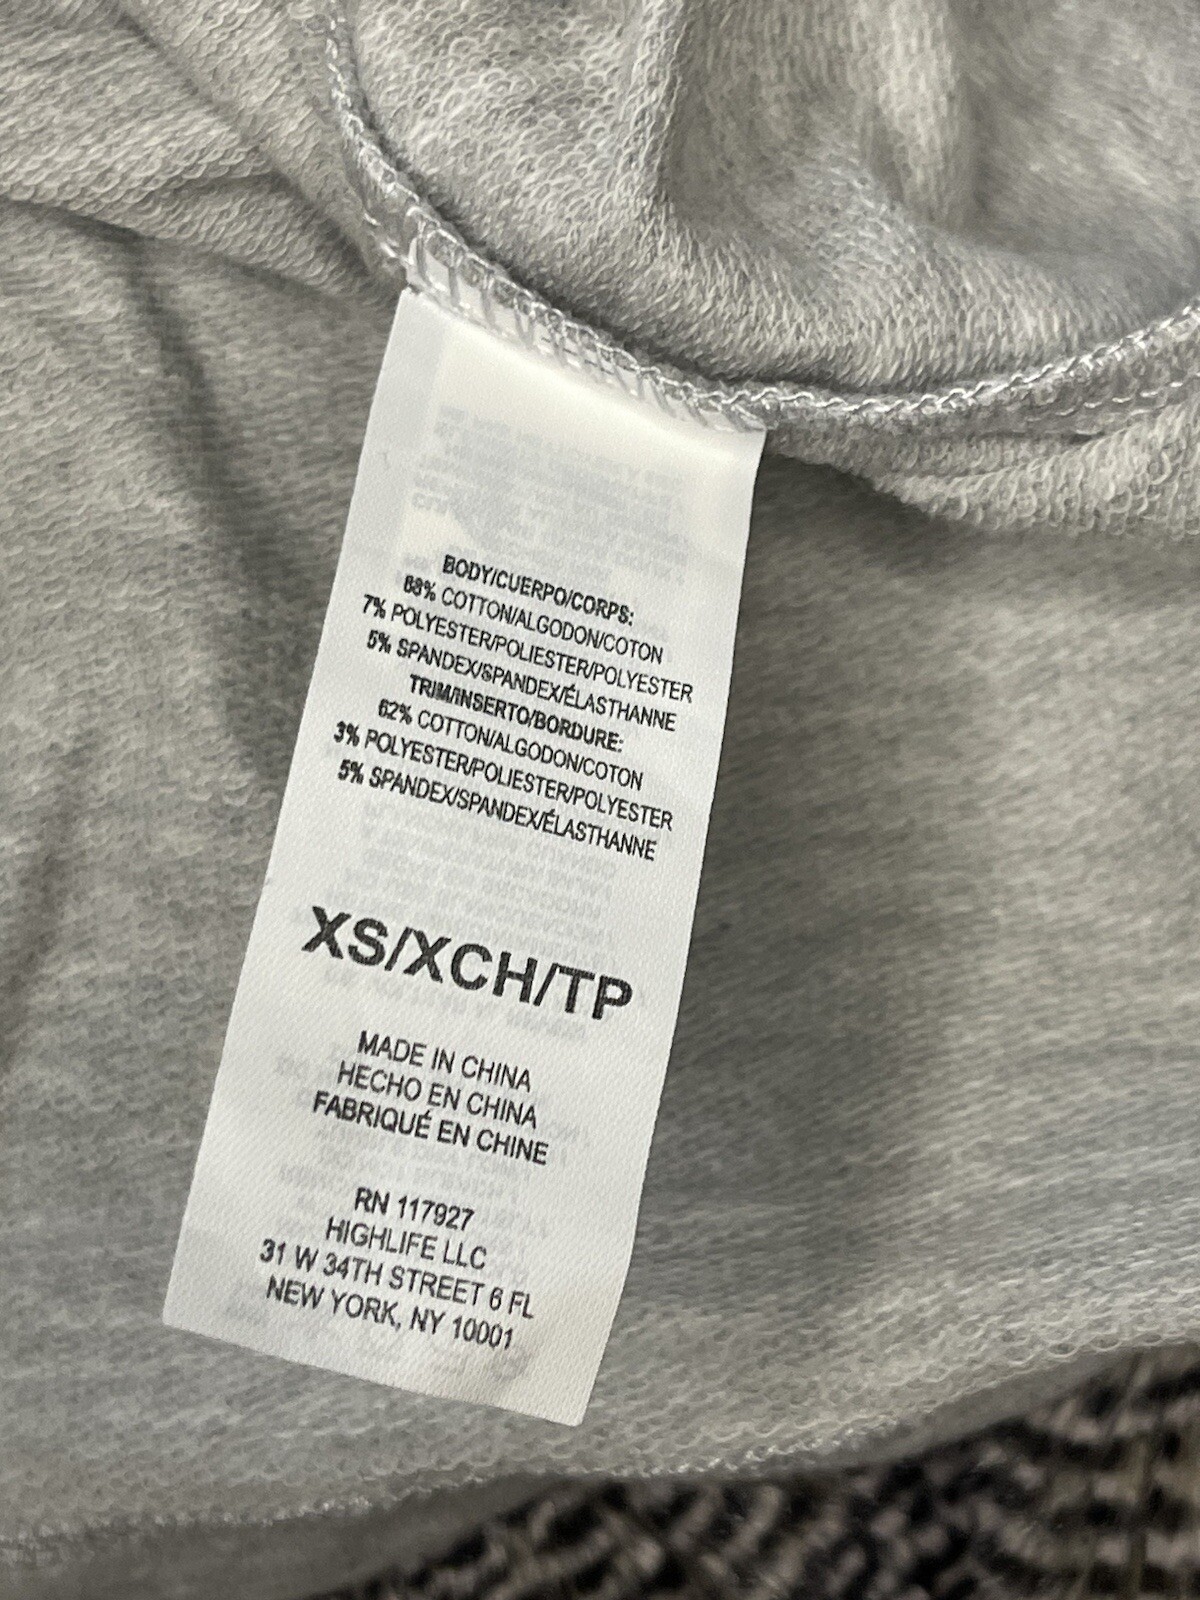 BODY/CUERPO/CORPS:
88% COTTON/ALGODON/COTON
7% POLYESTER/POLIESTER/POLYESTER
5% SPANDEX/SPANDEX/ÉLASTHANNE
TRIM/INSERTO/BORDURE:
92% COTTON/ALGODON/COTON
3% POLYESTER/POLIESTER/POLYESTER
5% SPANDEX/SPANDEX/ÉLASTHANNE
XS/XCH/TP
MADE IN CHINA
HECHO EN CHINA
FABRIQUÉ EN CHINE
RN 117927
HIGHLIFE LLC
31 W 34TH STREET 6 FL
NEW YORK, NY 10001